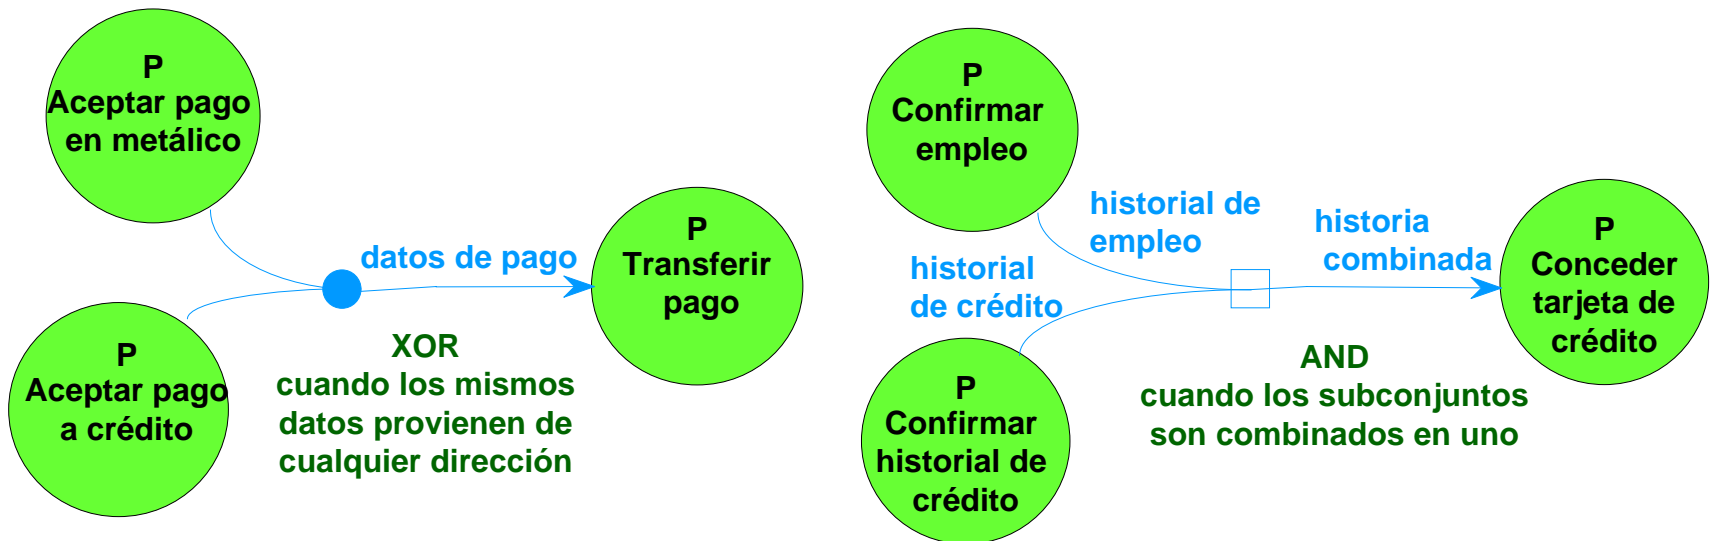 P
Aceptar pago
en metálico
datos de pago
P
Transferir
pago
P
Aceptar pago
a crédito
XOR
cuando los mismos
datos provienen de
cualquier dirección
P
Confirmar
empleo
historial de
empleo
historial
de crédito
historia
combinada
P
Conceder
tarjeta de
crédito
P
Confirmar
historial de
crédito
AND
cuando los subconjuntos
son combinados en uno